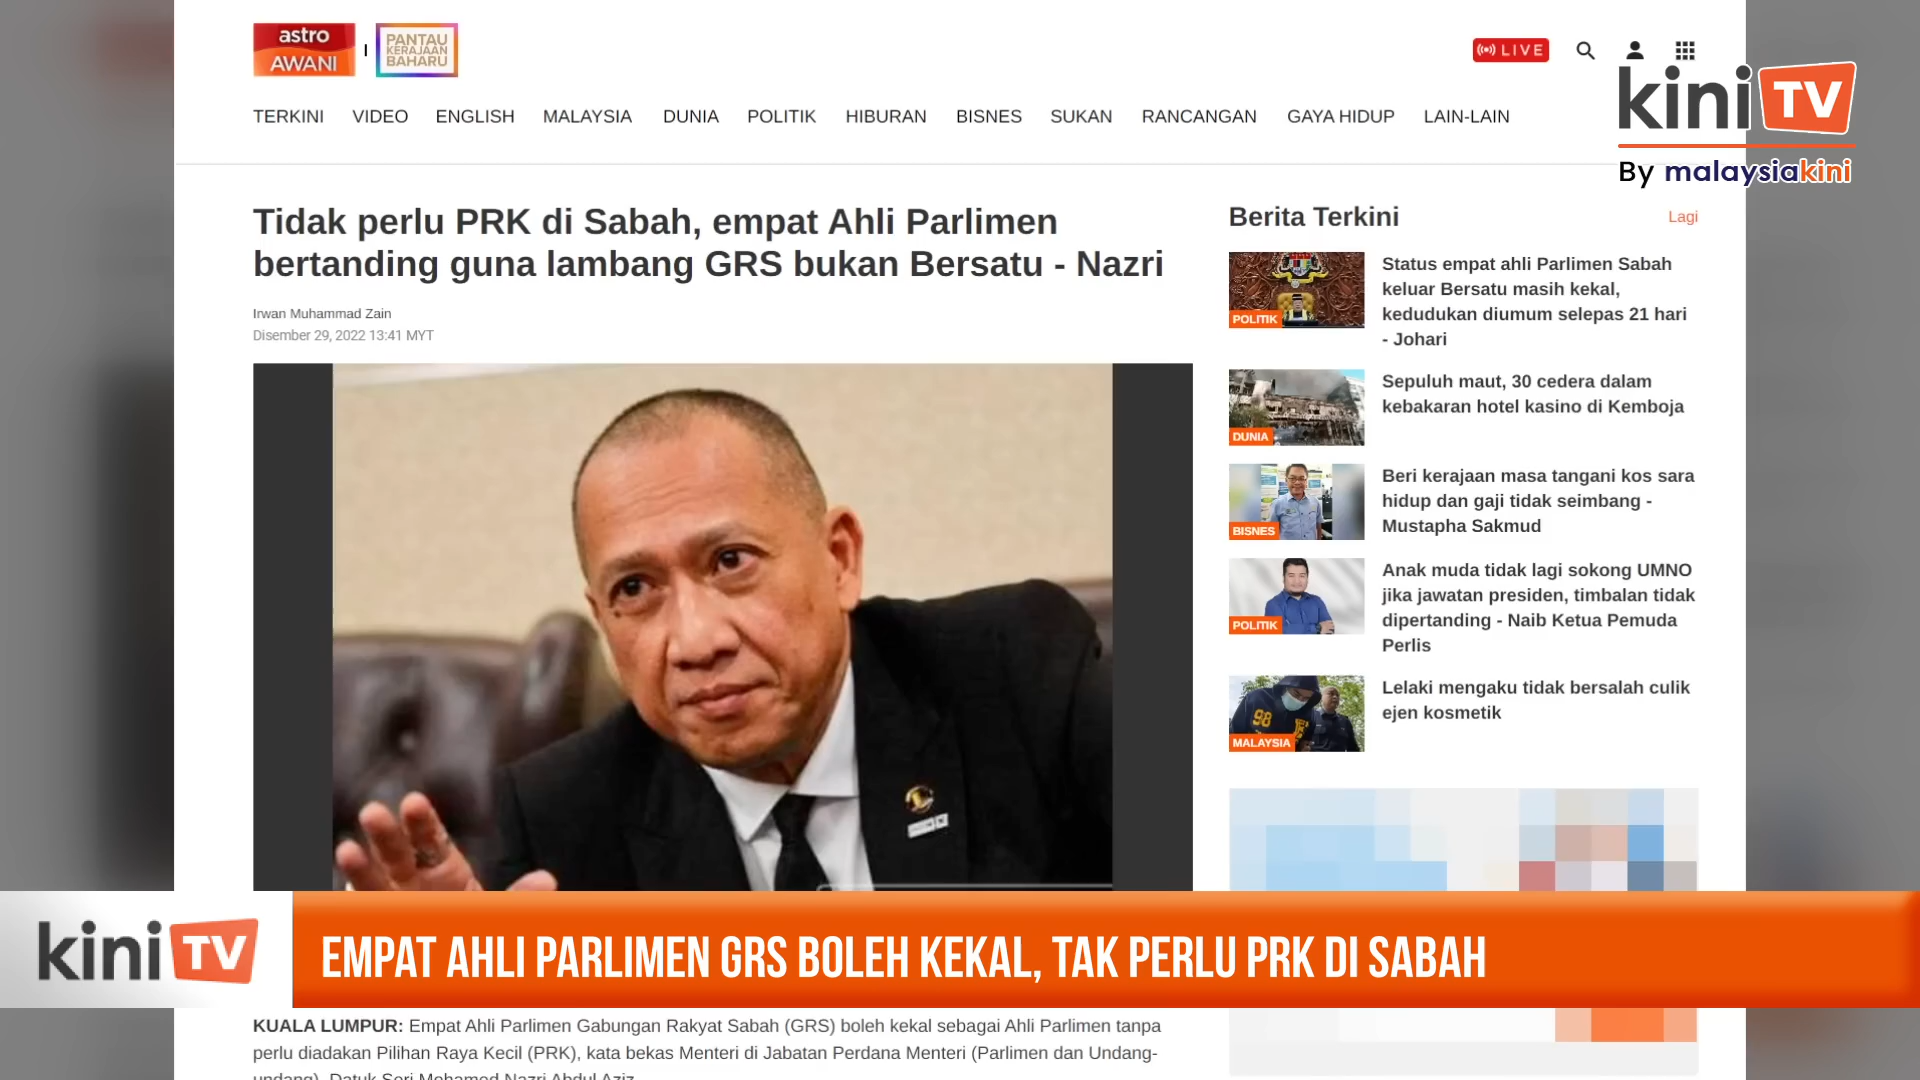 astro
AWANI
PANTAU
KERAJAAN
BAHARU
LIVE
kini TV
By malaysiakini
TERKINI VIDEO ENGLISH MALAYSIA DUNIA POLITIK HIBURAN BISNES SUKAN RANCANGAN GAYA HIDUP LAIN-LAIN
Tidak perlu PRK di Sabah, empat Ahli Parlimen
bertanding guna lambang GRS bukan Bersatu - Nazri
Irwan Muhammad Zain
Disember 29, 2022 13:41 MYT
Berita Terkini
Lagi
Status empat ahli Parlimen Sabah
keluar Bersatu masih kekal,
kedudukan diumum selepas 21 hari
- Johari
POLITIK
Sepuluh maut, 30 cedera dalam
kebakaran hotel kasino di Kemboja
DUNIA
Beri kerajaan masa tangani kos sara
hidup dan gaji tidak seimbang -
Mustapha Sakmud
BISNES
Anak muda tidak lagi sokong UMNO
jika jawatan presiden, timbalan tidak
dipertanding - Naib Ketua Pemuda
Perlis
POLITIK
Lelaki mengaku tidak bersalah culik
ejen kosmetik
98
MALAYSIA
kini TV
EMPAT AHLI PARLIMEN GRS BOLEH KEKAL, TAK PERLU PRK DI SABAH
KUALA LUMPUR: Empat Ahli Parlimen Gabungan Rakyat Sabah (GRS) boleh kekal sebagai Ahli Parlimen tanpa
perlu diadakan Pilihan Raya Kecil (PRK), kata bekas Menteri di Jabatan Perdana Menteri (Parlimen dan Undang-
undang), Datuk Seri Mohamed Nazri Abdul Aziz